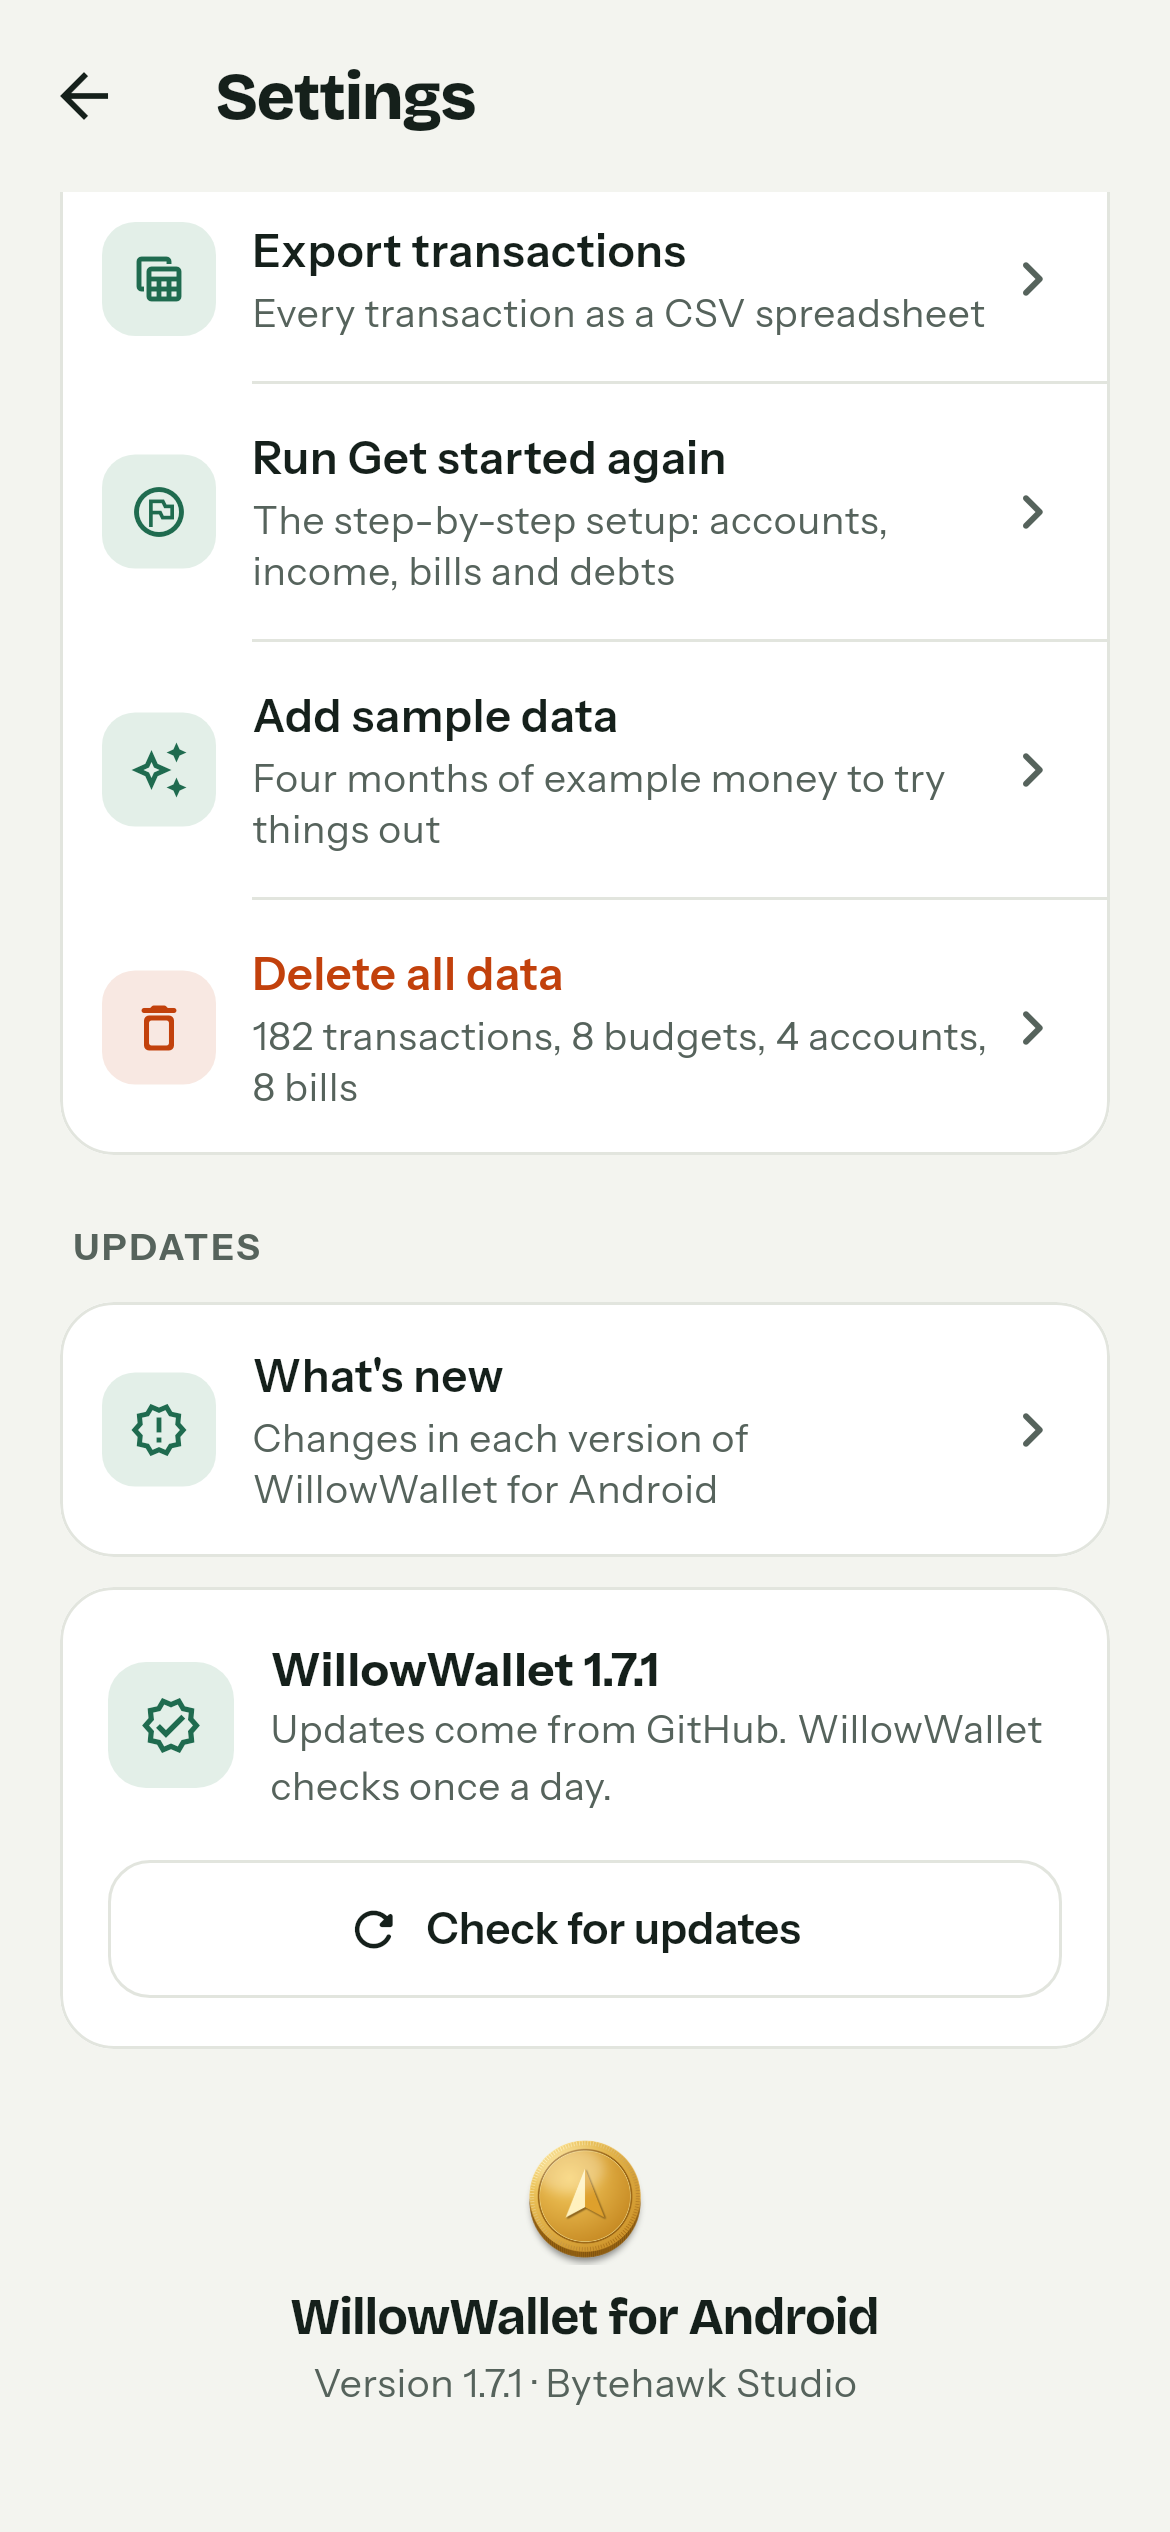 Settings
Export transactions
Every transaction as a CSV spreadsheet
Run Get started again
The step-by-step setup: accounts,
income, bills and debts
Add sample data
Four months of example money to try
things out
Delete all data
182 transactions, 8 budgets, 4 accounts,
8 bills
UPDATES
What's new
Changes in each version of
WillowWallet for Android
WillowWallet 1.7.1
Updates come from GitHub. WillowWallet
checks once a day.
Check for updates
WillowWallet for Android
Version 1.7.1 · Bytehawk Studio